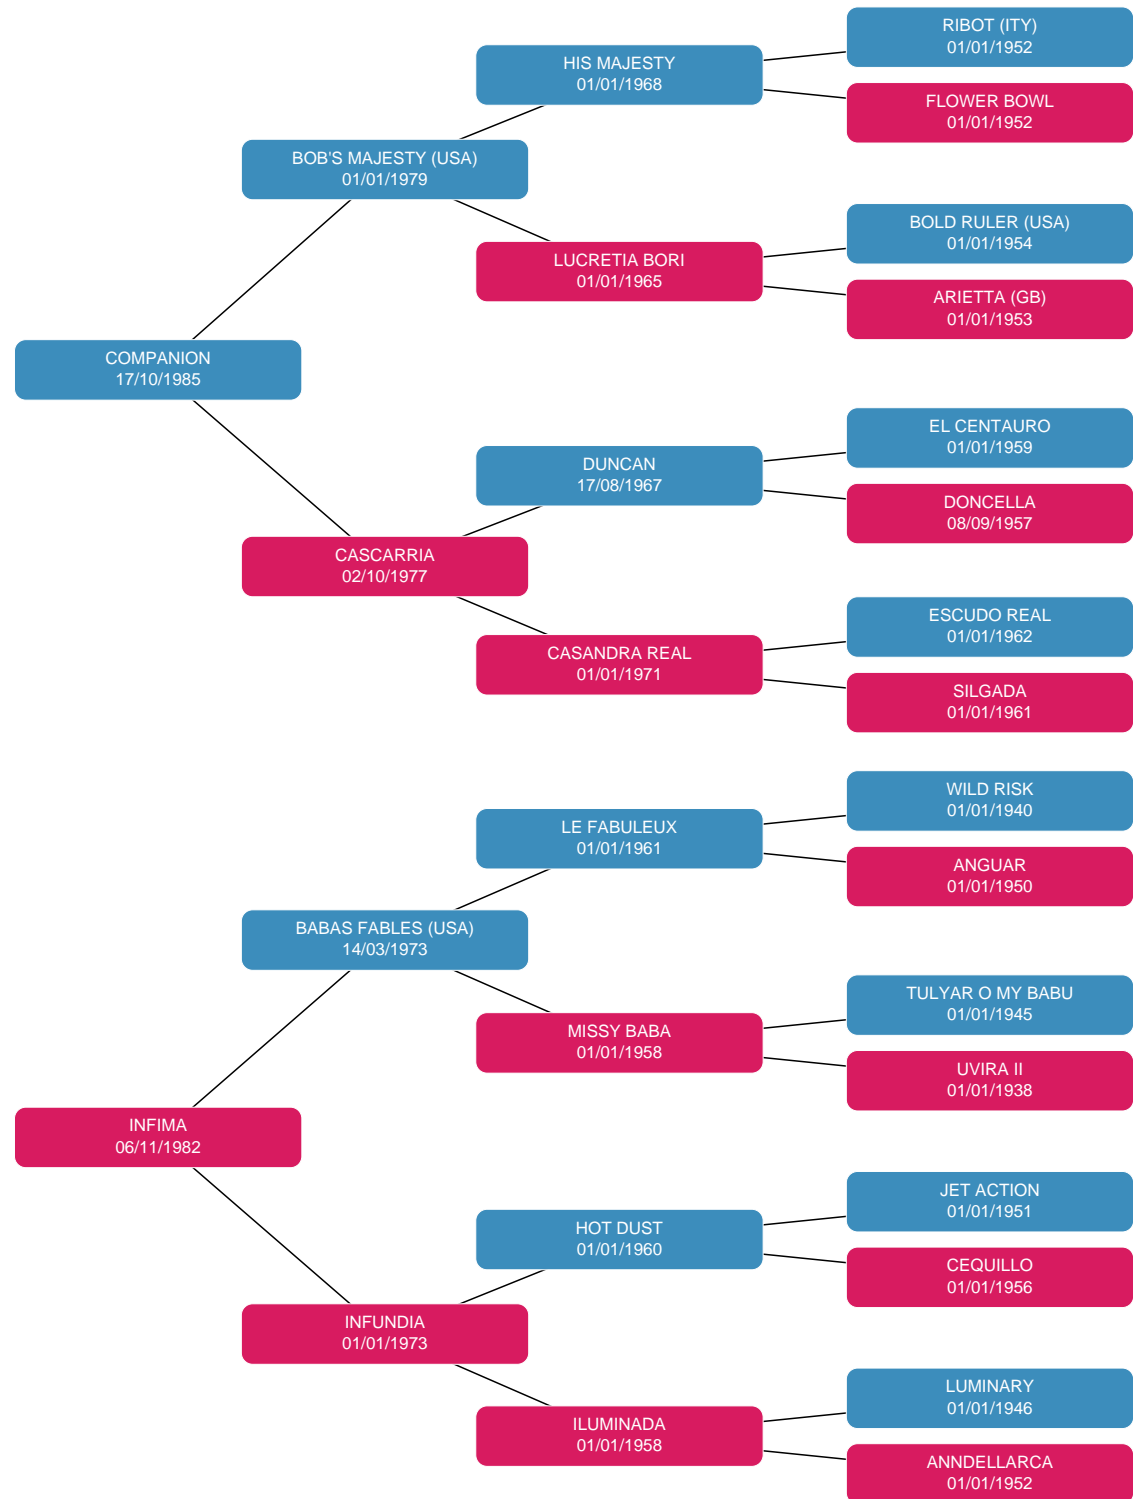 RIBOT (ITY)
01/01/1952
HIS MAJESTY
01/01/1968
FLOWER BOWL
01/01/1952
BOB'S MAJESTY (USA)
01/01/1979
BOLD RULER (USA)
01/01/1954
LUCRETIA BORI
01/01/1965
ARIETTA (GB)
01/01/1953
COMPANION
17/10/1985
EL CENTAURO
01/01/1959
DUNCAN
17/08/1967
DONCELLA
08/09/1957
CASCARRIA
02/10/1977
ESCUDO REAL
01/01/1962
CASANDRA REAL
01/01/1971
SILGADA
01/01/1961
WILD RISK
01/01/1940
LE FABULEUX
01/01/1961
ANGUAR
01/01/1950
BABAS FABLES (USA)
14/03/1973
TULYAR O MY BABU
01/01/1945
MISSY BABA
01/01/1958
UVIRA II
01/01/1938
INFIMA
06/11/1982
JET ACTION
01/01/1951
HOT DUST
01/01/1960
CEQUILLO
01/01/1956
INFUNDIA
01/01/1973
LUMINARY
01/01/1946
ILUMINADA
01/01/1958
ANNDELLARCA
01/01/1952